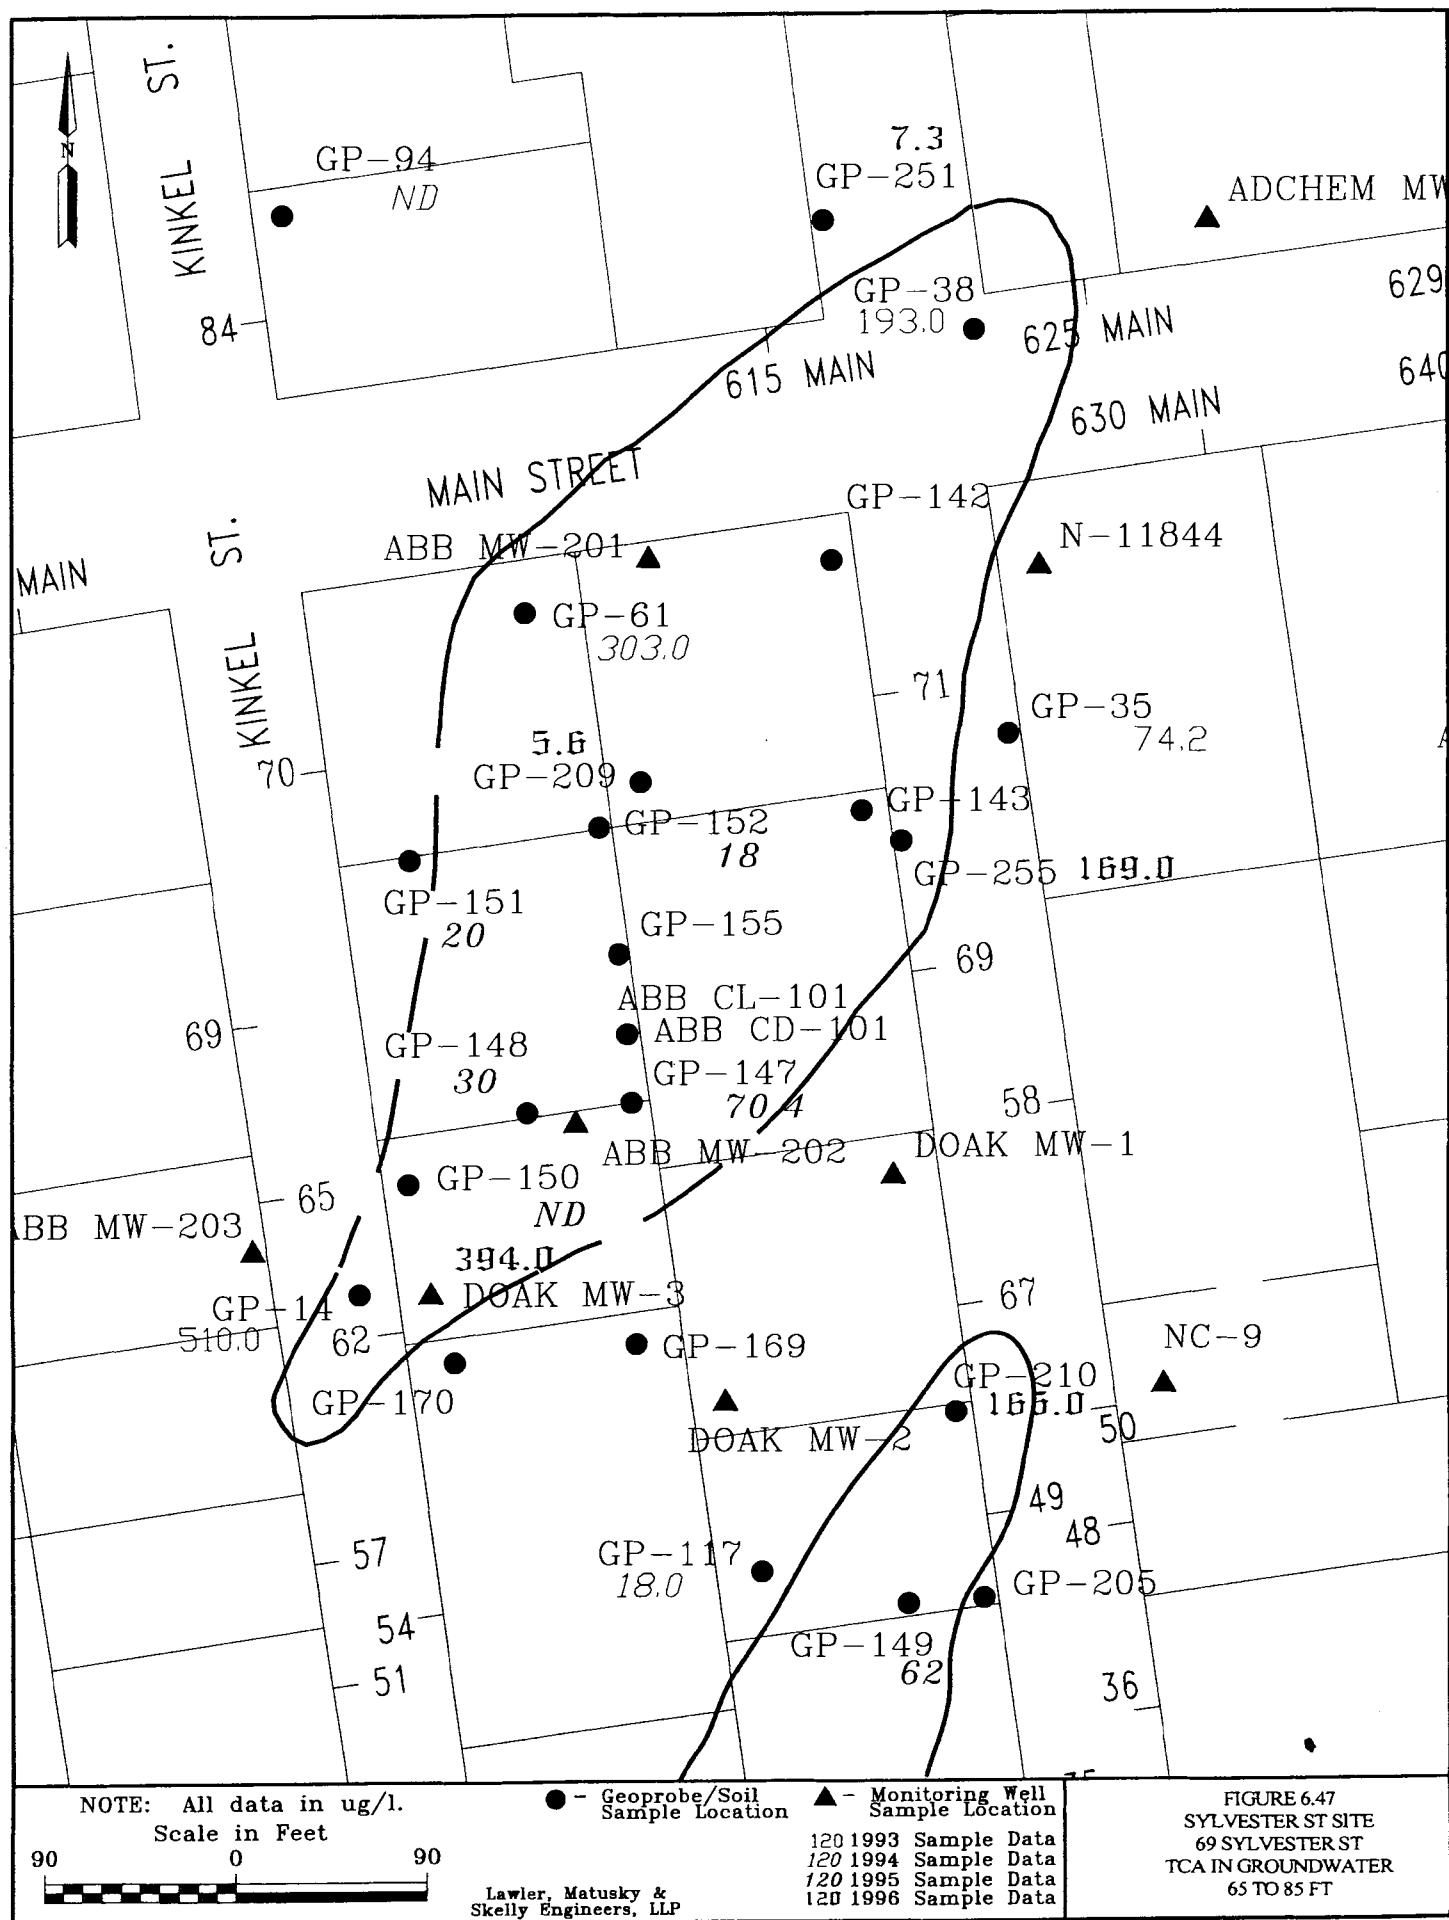 KINKEL ST.
N
GP-94
ND
7.3
GP-251
ADCHEM MW
84
GP-38
193.0
629
625 MAIN
615 MAIN
640
630 MAIN
MAIN STREET
GP-142
ABB MW-201
N-11844
MAIN
KINKEL ST.
GP-61
303.0
71
GP-35
74.2
5.6
GP-209
70
GP-143
GP-152
18
GP-255 169.0
GP-151
20
GP-155
69
ABB CL-101
ABB CD-101
69
GP-148
30
GP-147
70.4
58
ABB MW-202
DOAK MW-1
GP-150
ND
65
ABB MW-203
394.0
DOAK MW-3
GP-14
510.0
62
67
GP-169
NC-9
GP-170
GP-210
DOAK MW-2
50
49
48
GP-117
18.0
57
GP-205
54
GP-149
62
51
36
NOTE: All data in ug/l.
Scale in Feet
90 0 90
- Geoprobe/Soil
Sample Location
- Monitoring Well
Sample Location
120 1993 Sample Data
120 1994 Sample Data
120 1995 Sample Data
120 1996 Sample Data
Lawler, Matusky &
Skelly Engineers, LLP
FIGURE 6.47
SYLVESTER ST SITE
69 SYLVESTER ST
TCA IN GROUNDWATER
65 TO 85 FT